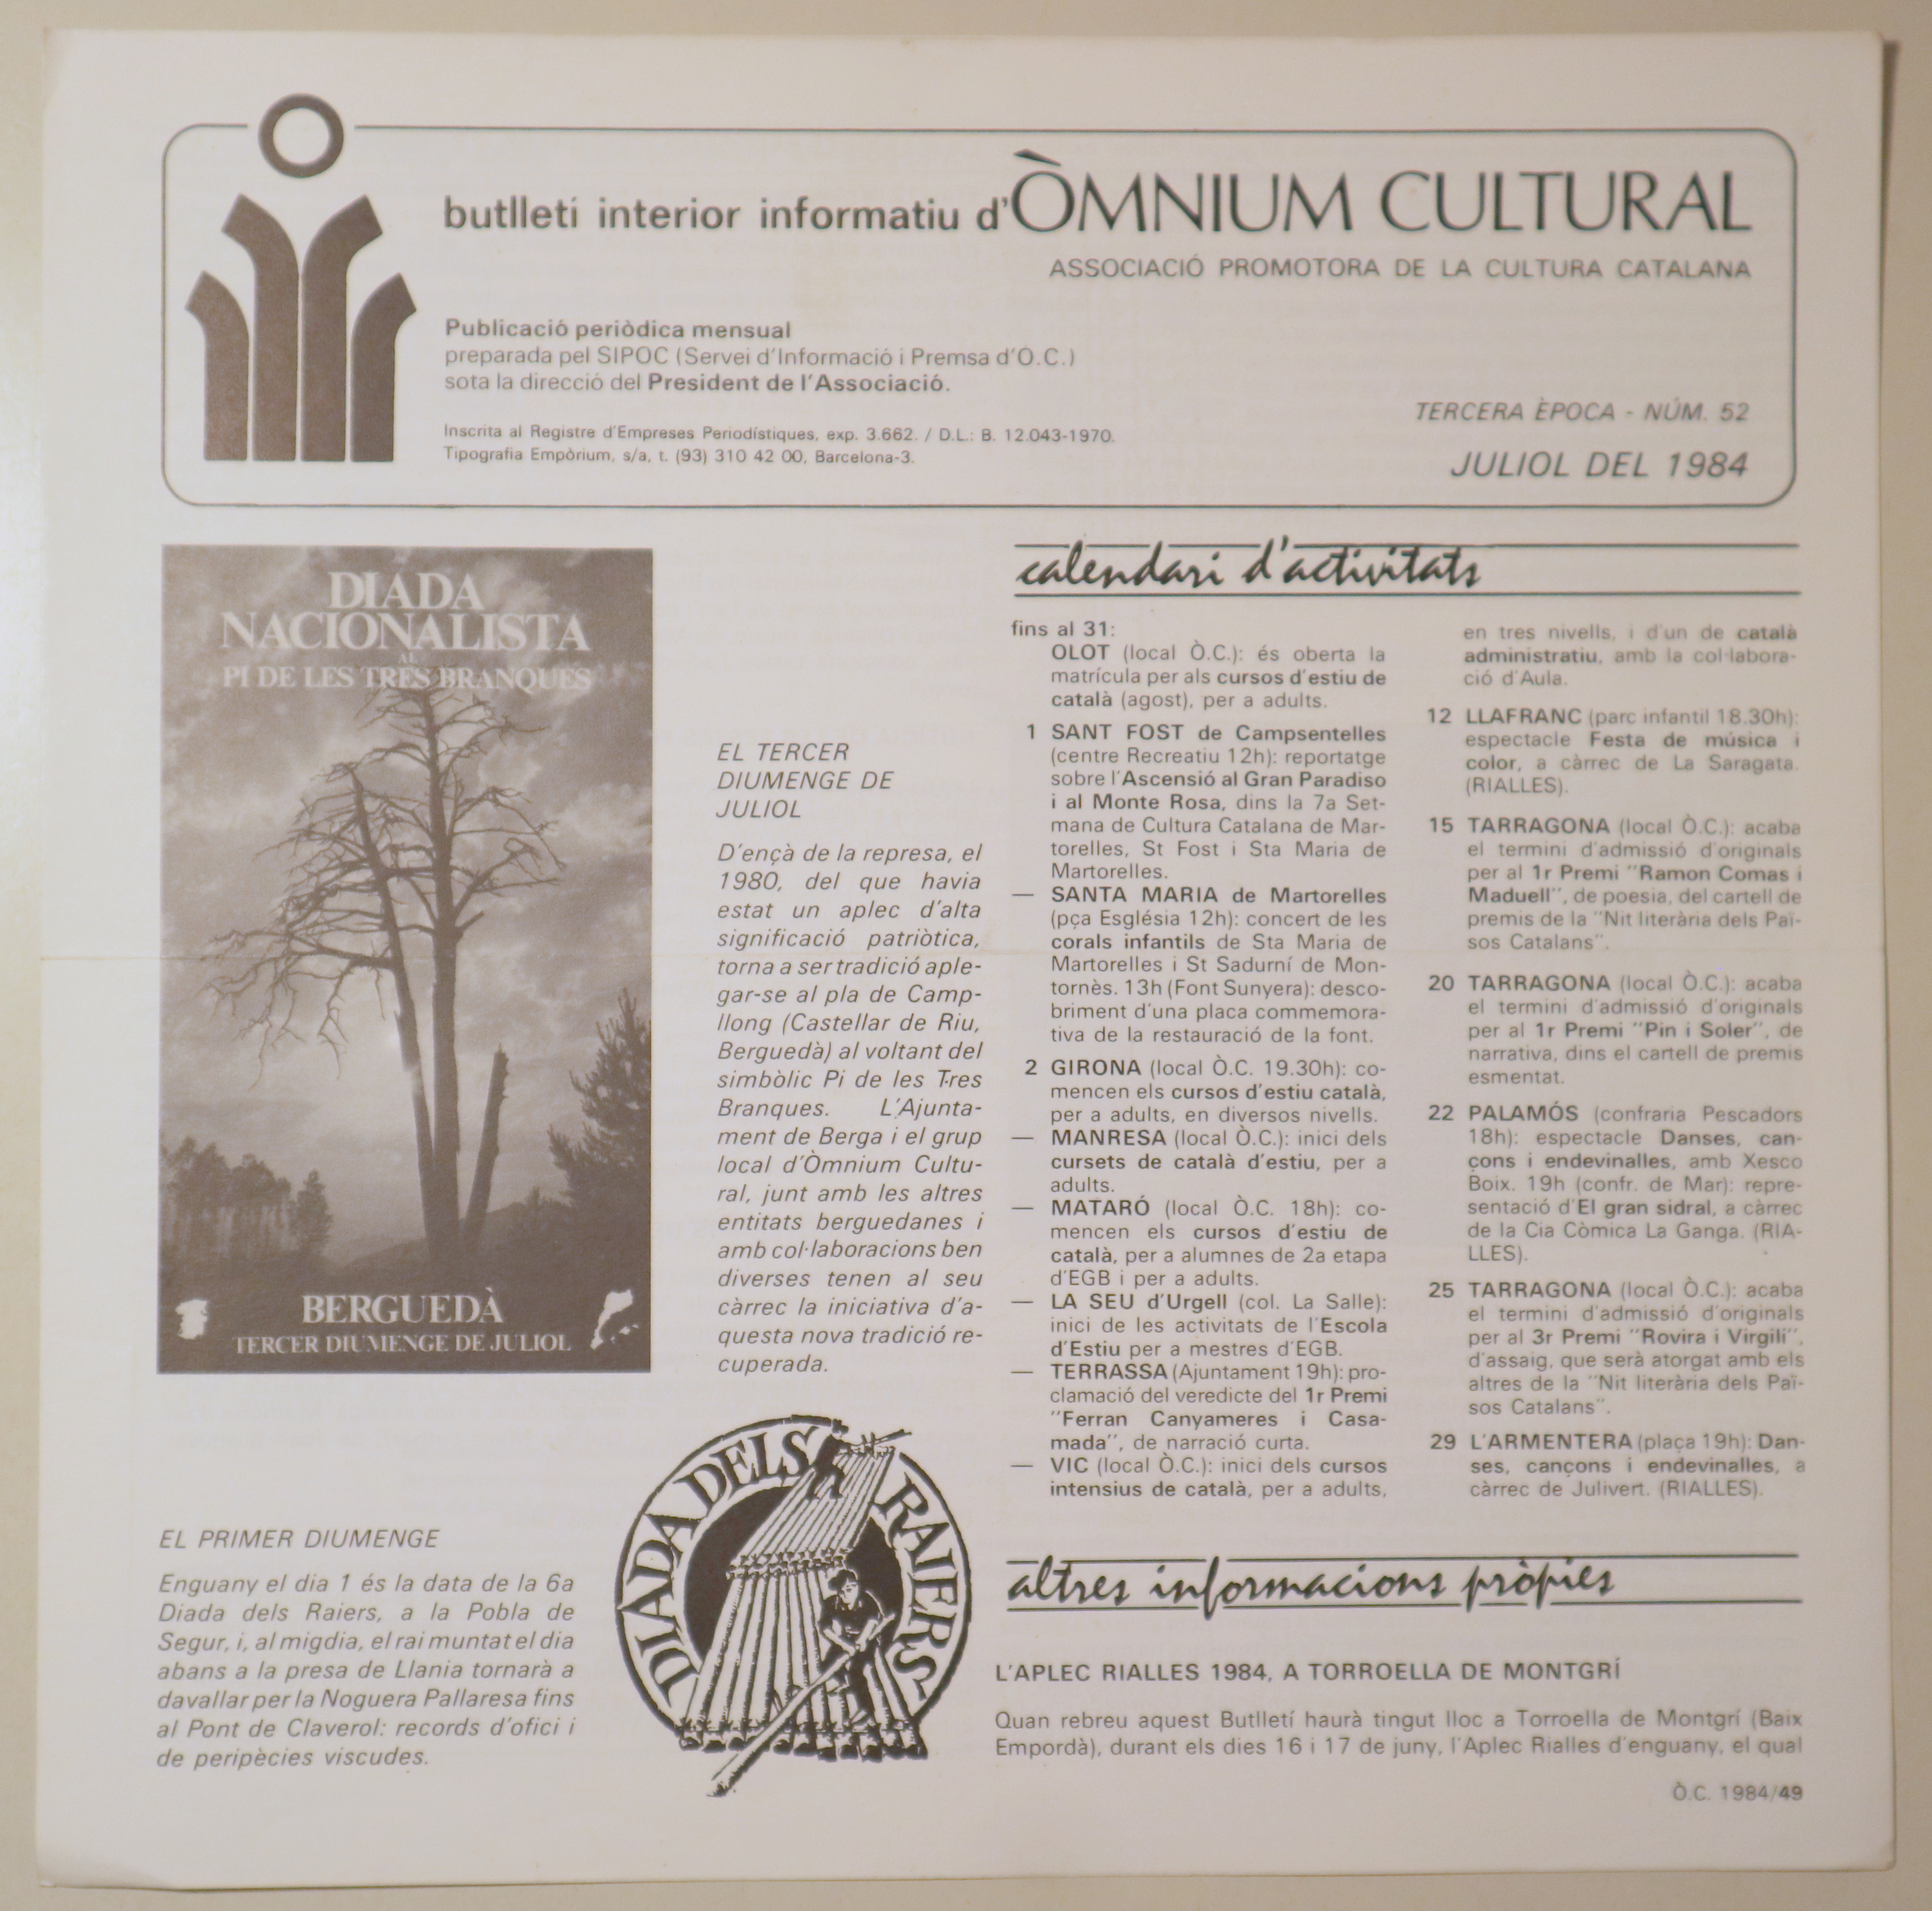 butlletí interior informatiu d'ÒMNIUM CULTURAL
ASSOCIACIÓ PROMOTORA DE LA CULTURA CATALANA
Publicació periòdica mensual
preparada pel SIPOC (Servei d'Informació i Premsa d'O.C.)
sota la direcció del President de l'Associació.
Inscrita al Registre d'Empreses Periodístiques, exp. 3.662. / D.L.: B. 12.043-1970.
Tipografia Empòrium, s/a, t. (93) 310 42 00, Barcelona-3.
TERCERA ÈPOCA - NÚM. 52
JULIOL DEL 1984
DIADA
NACIONALISTA
AL
PI DE LES TRES BRANQUES
BERGUEDÀ
TERCER DIUMENGE DE JULIOL
EL TERCER
DIUMENGE DE
JULIOL
D'ençà de la represa, el
1980, del que havia
estat un aplec d'alta
significació patriòtica,
torna a ser tradició aple-
gar-se al pla de Camp-
llong (Castellar de Riu,
Berguedà) al voltant del
simbòlic Pi de les Tres
Branques. L'Ajunta-
ment de Berga i el grup
local d'Òmnium Cultu-
ral, junt amb les altres
entitats berguedanes i
amb col·laboracions ben
diverses tenen al seu
càrrec la iniciativa d'a-
questa nova tradició re-
cuperada.
EL PRIMER DIUMENGE
Enguany el dia 1 és la data de la 6a
Diada dels Raiers, a la Pobla de
Segur, i, al migdia, el rai muntat el dia
abans a la presa de Llania tornarà a
davallar per la Noguera Pallaresa fins
al Pont de Claverol: records d'ofici i
de peripècies viscudes.
DIADA DELS RAIERS
calendari d'activitats
fins al 31:
OLOT (local Ò.C.): és oberta la
matrícula per als cursos d'estiu de
català (agost), per a adults.
1 SANT FOST de Campsentelles
(centre Recreatiu 12h): reportatge
sobre l'Ascensió al Gran Paradiso
i al Monte Rosa, dins la 7a Set-
mana de Cultura Catalana de Mar-
torelles, St Fost i Sta Maria de
Martorelles.
— SANTA MARIA de Martorelles
(pça Església 12h): concert de les
corals infantils de Sta Maria de
Martorelles i St Sadurní de Mon-
tornès. 13h (Font Sunyera): desco-
briment d'una placa commemora-
tiva de la restauració de la font.
2 GIRONA (local Ò.C. 19.30h): co-
mencen els cursos d'estiu català,
per a adults, en diversos nivells.
— MANRESA (local Ò.C.): inici dels
cursets de català d'estiu, per a
adults.
— MATARÓ (local Ò.C. 18h): co-
mencen els cursos d'estiu de
català, per a alumnes de 2a etapa
d'EGB i per a adults.
— LA SEU d'Urgell (col. La Salle):
inici de les activitats de l'Escola
d'Estiu per a mestres d'EGB.
— TERRASSA (Ajuntament 19h): pro-
clamació del veredicte del 1r Premi
"Ferran Canyameres i Casa-
mada", de narració curta.
— VIC (local Ò.C.): inici dels cursos
intensius de català, per a adults,
en tres nivells, i d'un de català
administratiu, amb la col·labora-
ció d'Aula.
12 LLAFRANC (parc infantil 18.30h):
espectacle Festa de música i
color, a càrrec de La Saragata.
(RIALLES).
15 TARRAGONA (local Ò.C.): acaba
el termini d'admissió d'originals
per al 1r Premi "Ramon Comas i
Maduell", de poesia, del cartell de
premis de la "Nit literària dels Paï-
sos Catalans".
20 TARRAGONA (local Ò.C.): acaba
el termini d'admissió d'originals
per al 1r Premi "Pin i Soler", de
narrativa, dins el cartell de premis
esmentat.
22 PALAMÓS (confraria Pescadors
18h): espectacle Danses, can-
çons i endevinalles, amb Xesco
Boix. 19h (confr. de Mar): repre-
sentació d'El gran sidral, a càrrec
de la Cia Còmica La Ganga. (RIA-
LLES).
25 TARRAGONA (local Ò.C.): acaba
el termini d'admissió d'originals
per al 3r Premi "Rovira i Virgili",
d'assaig, que serà atorgat amb els
altres de la "Nit literària dels Paï-
sos Catalans".
29 L'ARMENTERA (plaça 19h): Dan-
ses, cançons i endevinalles, a
càrrec de Julivert. (RIALLES).
altres informacions pròpies
L'APLEC RIALLES 1984, A TORROELLA DE MONTGRÍ
Quan rebreu aquest Butlletí haurà tingut lloc a Torroella de Montgrí (Baix
Empordà), durant els dies 16 i 17 de juny, l'Aplec Rialles d'enguany, el qual
Ò.C. 1984/49